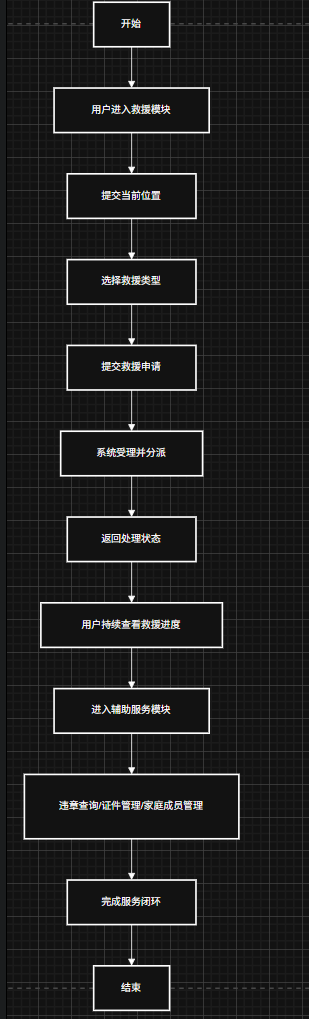 开始
用户进入救援模块
提交当前位置
选择救援类型
提交救援申请
系统受理并分派
返回处理状态
用户持续查看救援进度
进入辅助服务模块
违章查询/证件管理/家庭成员管理
完成服务闭环
结束